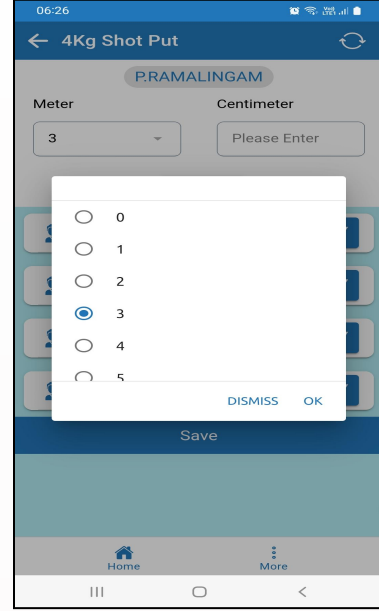 06:26
4Kg Shot Put
P.RAMALINGAM
Meter Centimeter
3 Please Enter
0
1
2
3
4
5
DISMISS OK
Save
Home More